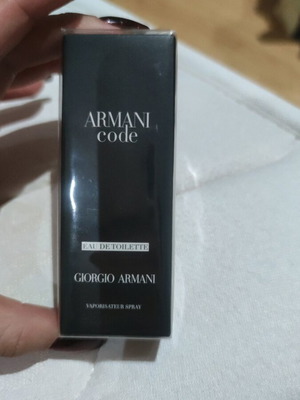 ARMANI
code
EAU DE TOILETTE
GIORGIO ARMANI
VAPORISATEUR SPRAY